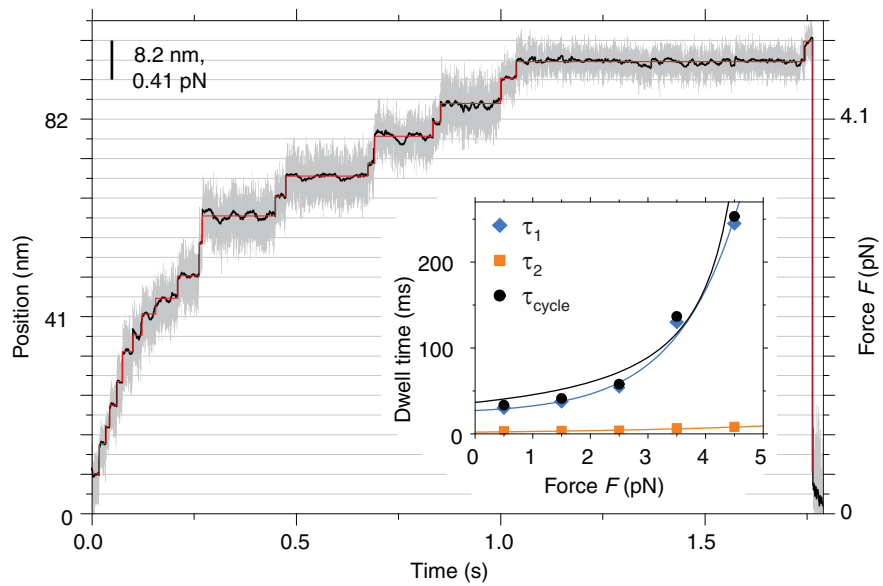 8.2 nm,
0.41 pN
82
41
0
Position (nm)
4.1
2.1
0
Force F (pN)
0.0
0.5
1.0
1.5
Time (s)
τ1
τ2
τcycle
200
100
0
Dwell time (ms)
0
1
2
3
4
5
Force F (pN)